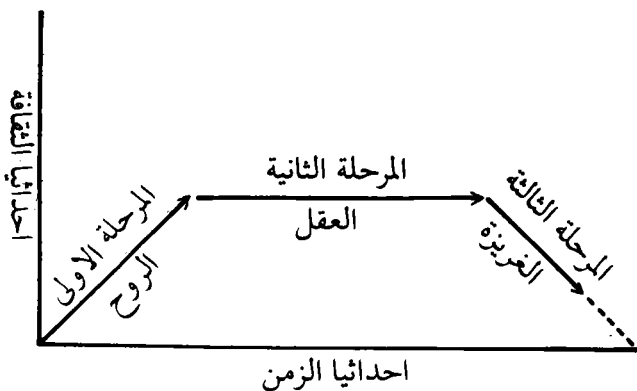 احداثيا الثقافة
المرحلة الاولى
الروح
المرحلة الثانية
العقل
المرحلة الثالثة
الغريزة
احداثيا الزمن